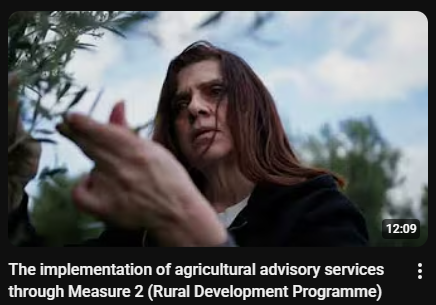 12:09
The implementation of agricultural advisory services
through Measure 2 (Rural Development Programme)